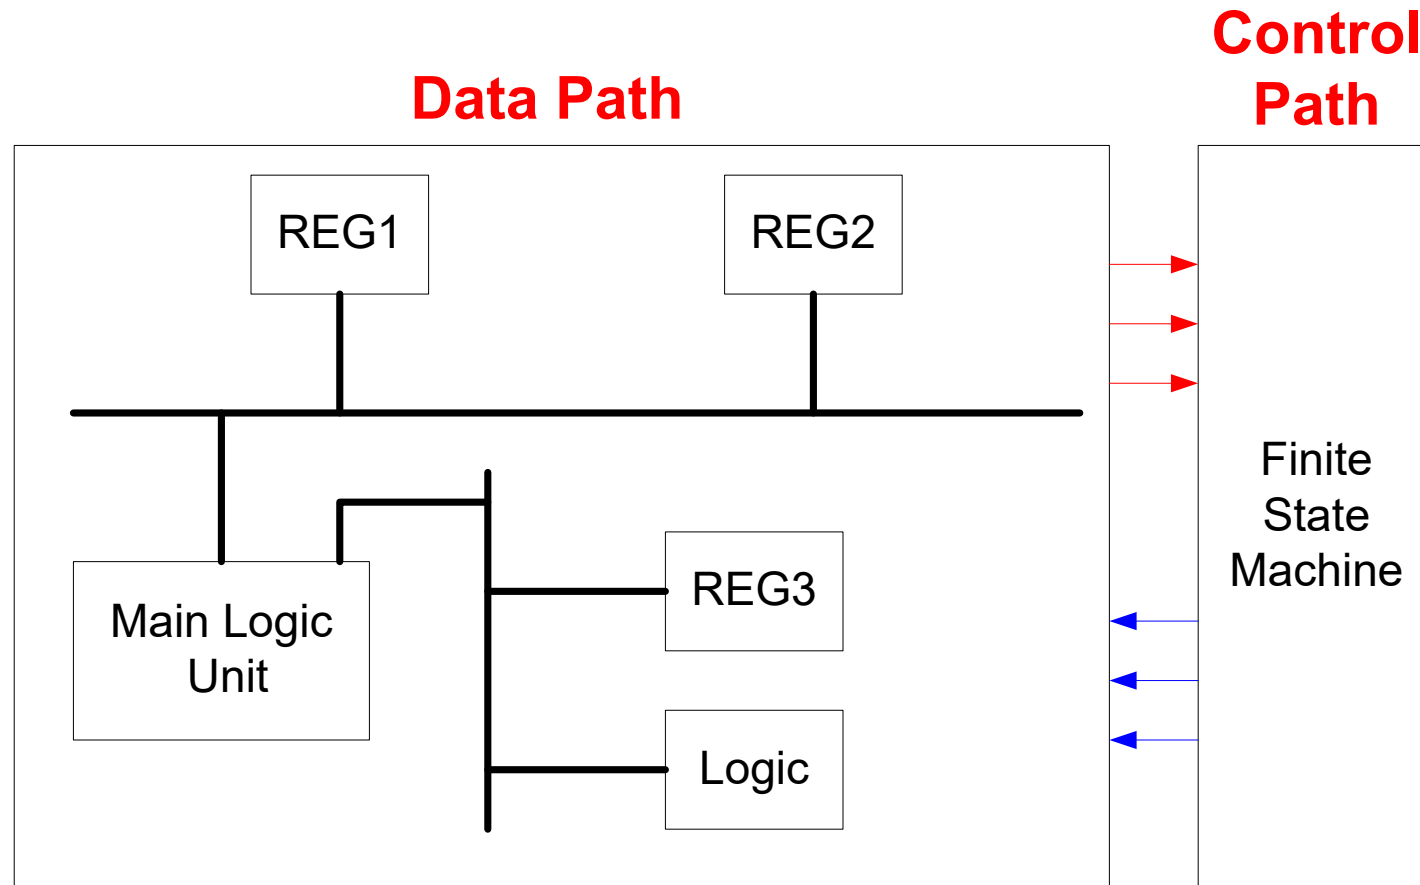 Control
Path
Data Path
REG1
REG2
Finite
State
Machine
REG3
Main Logic
Unit
Logic